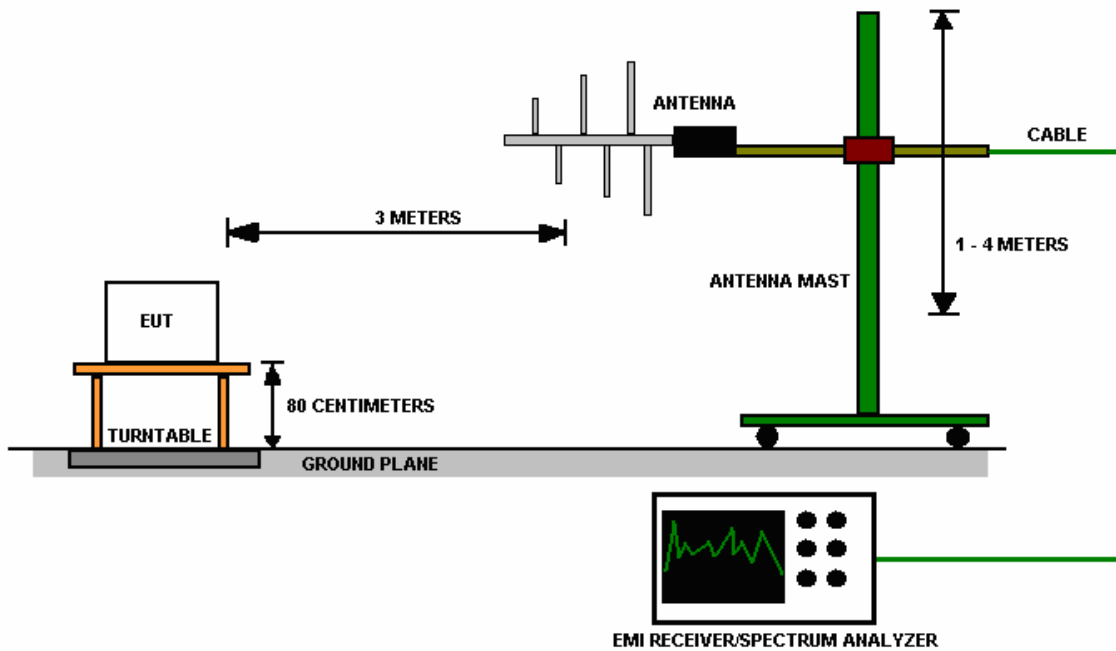 ANTENNA
CABLE
3 METERS
1 - 4 METERS
ANTENNA MAST
EUT
80 CENTIMETERS
TURNTABLE
GROUND PLANE
EMI RECEIVER/SPECTRUM ANALYZER